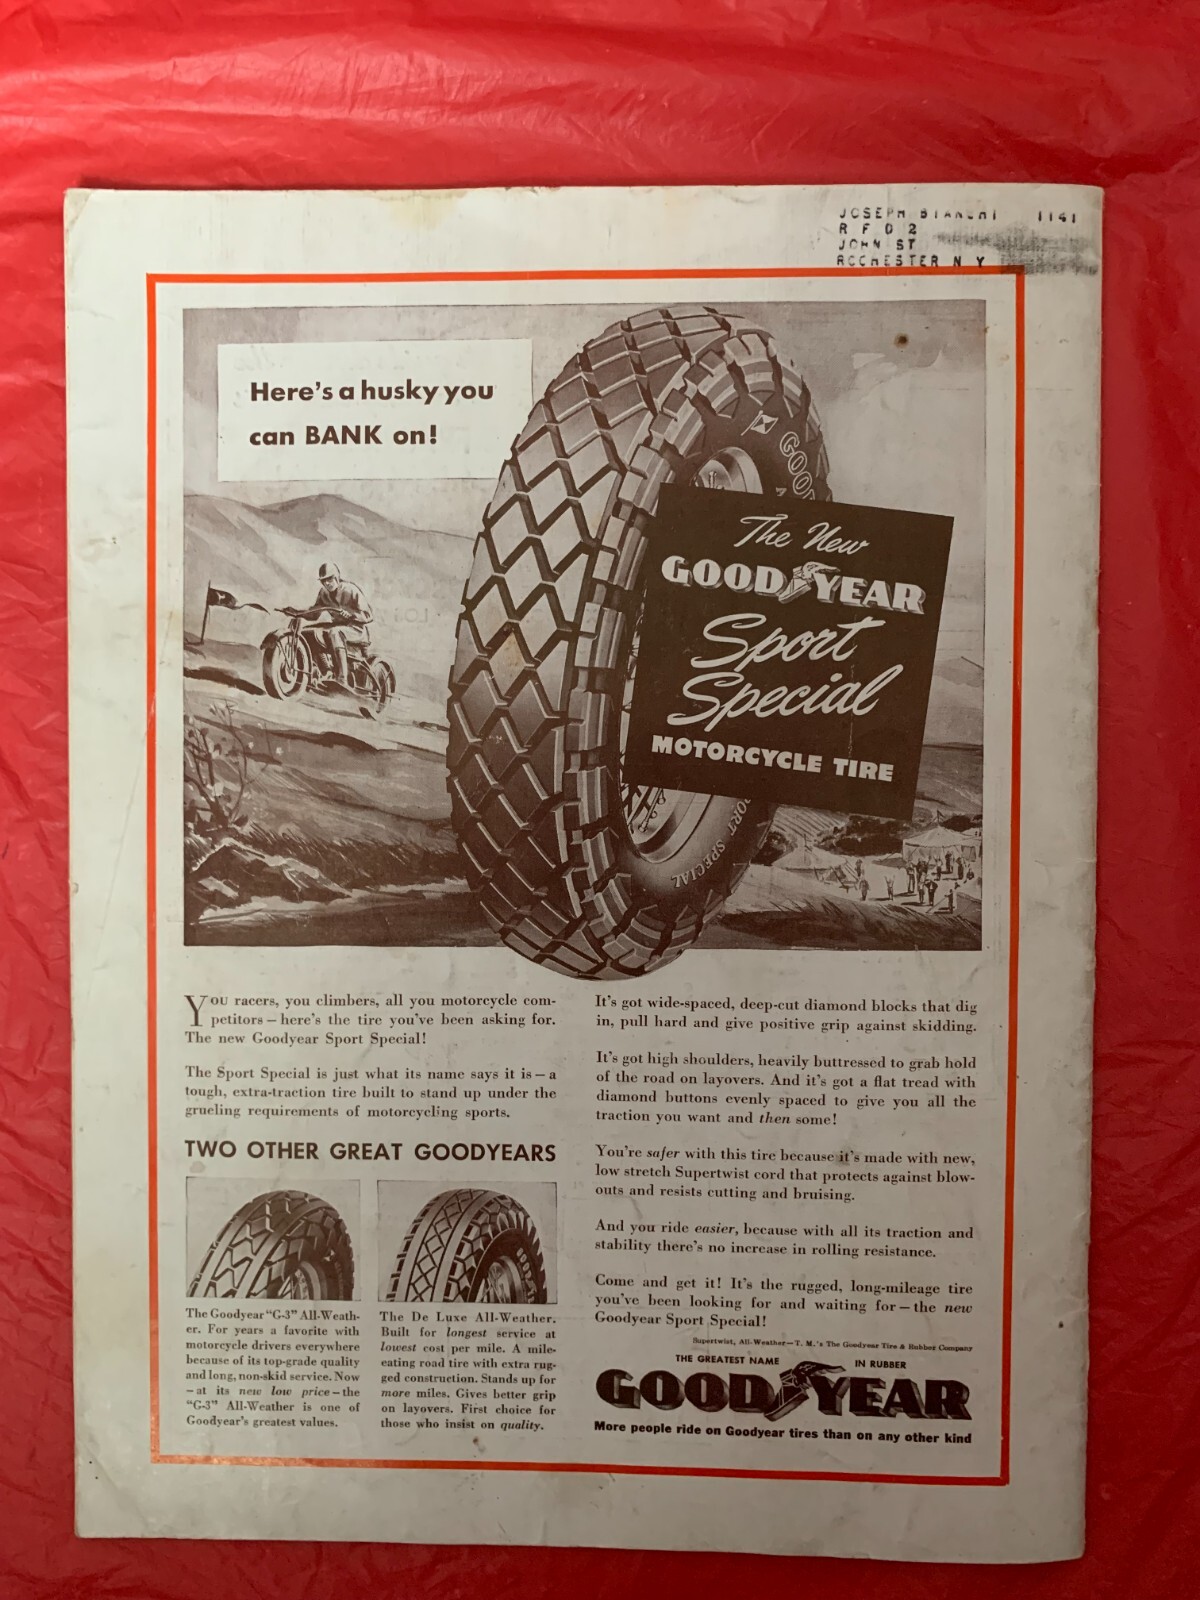 JOSEPH BIANCHI 1141
R F D 2
JOHN ST
ROCHESTER N Y
Here's a husky you
can BANK on!
GOOD
The New
GOODYEAR
Sport
Special
MOTORCYCLE TIRE
ORT SPECIAL
You racers, you climbers, all you motorcycle com-
petitors—here's the tire you've been asking for.
The new Goodyear Sport Special!
The Sport Special is just what its name says it is—a
tough, extra-traction tire built to stand up under the
grueling requirements of motorcycling sports.
TWO OTHER GREAT GOODYEARS
The Goodyear "G-3" All-Weath-
er. For years a favorite with
motorcycle drivers everywhere
because of its top-grade quality
and long, non-skid service. Now
—at its new low price—the
"G-3" All-Weather is one of
Goodyear's greatest values.
The De Luxe All-Weather.
Built for longest service at
lowest cost per mile. A mile-
eating road tire with extra rug-
ged construction. Stands up for
more miles. Gives better grip
on layovers. First choice for
those who insist on quality.
It's got wide-spaced, deep-cut diamond blocks that dig
in, pull hard and give positive grip against skidding.
It's got high shoulders, heavily buttressed to grab hold
of the road on layovers. And it's got a flat tread with
diamond buttons evenly spaced to give you all the
traction you want and then some!
You're safer with this tire because it's made with new,
low stretch Supertwist cord that protects against blow-
outs and resists cutting and bruising.
And you ride easier, because with all its traction and
stability there's no increase in rolling resistance.
Come and get it! It's the rugged, long-mileage tire
you've been looking for and waiting for—the new
Goodyear Sport Special!
Supertwist, All-Weather—T. M.'s The Goodyear Tire & Rubber Company
THE GREATEST NAME IN RUBBER
GOODYEAR
More people ride on Goodyear tires than on any other kind